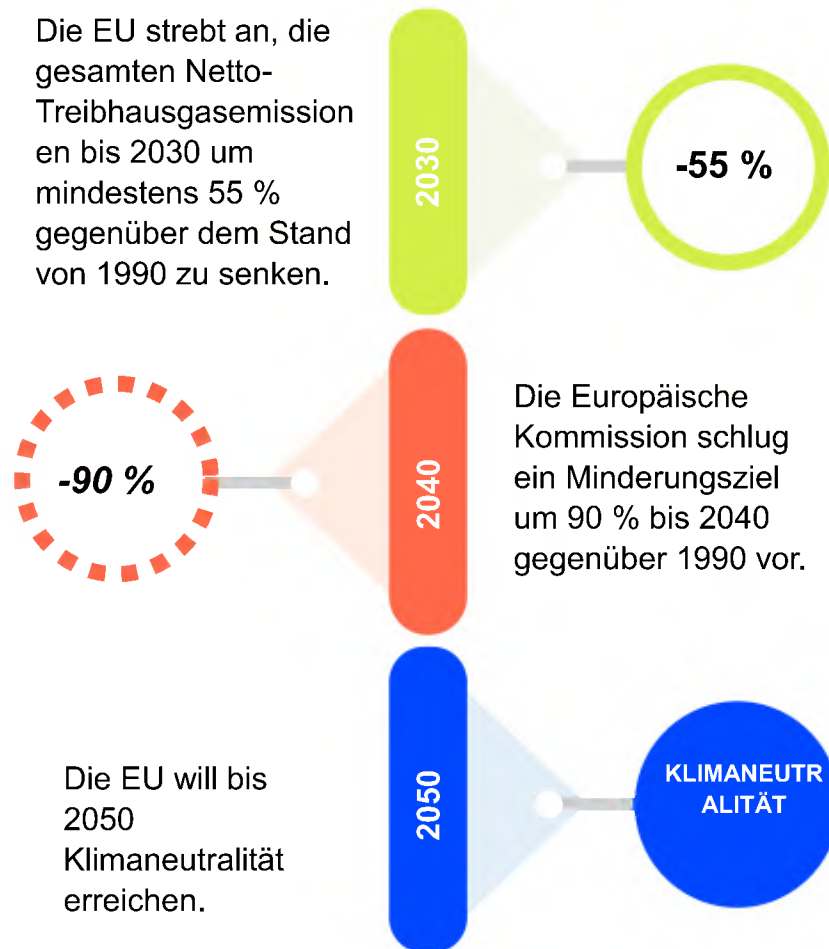 Die EU strebt an, die
gesamten Netto-
Treibhausgasemission
en bis 2030 um
mindestens 55 %
gegenüber dem Stand
von 1990 zu senken.
2030
-55 %
-90 %
2040
Die Europäische
Kommission schlug
ein Minderungsziel
um 90 % bis 2040
gegenüber 1990 vor.
Die EU will bis
2050
Klimaneutralität
erreichen.
2050
KLIMANEUTR
ALITÄT